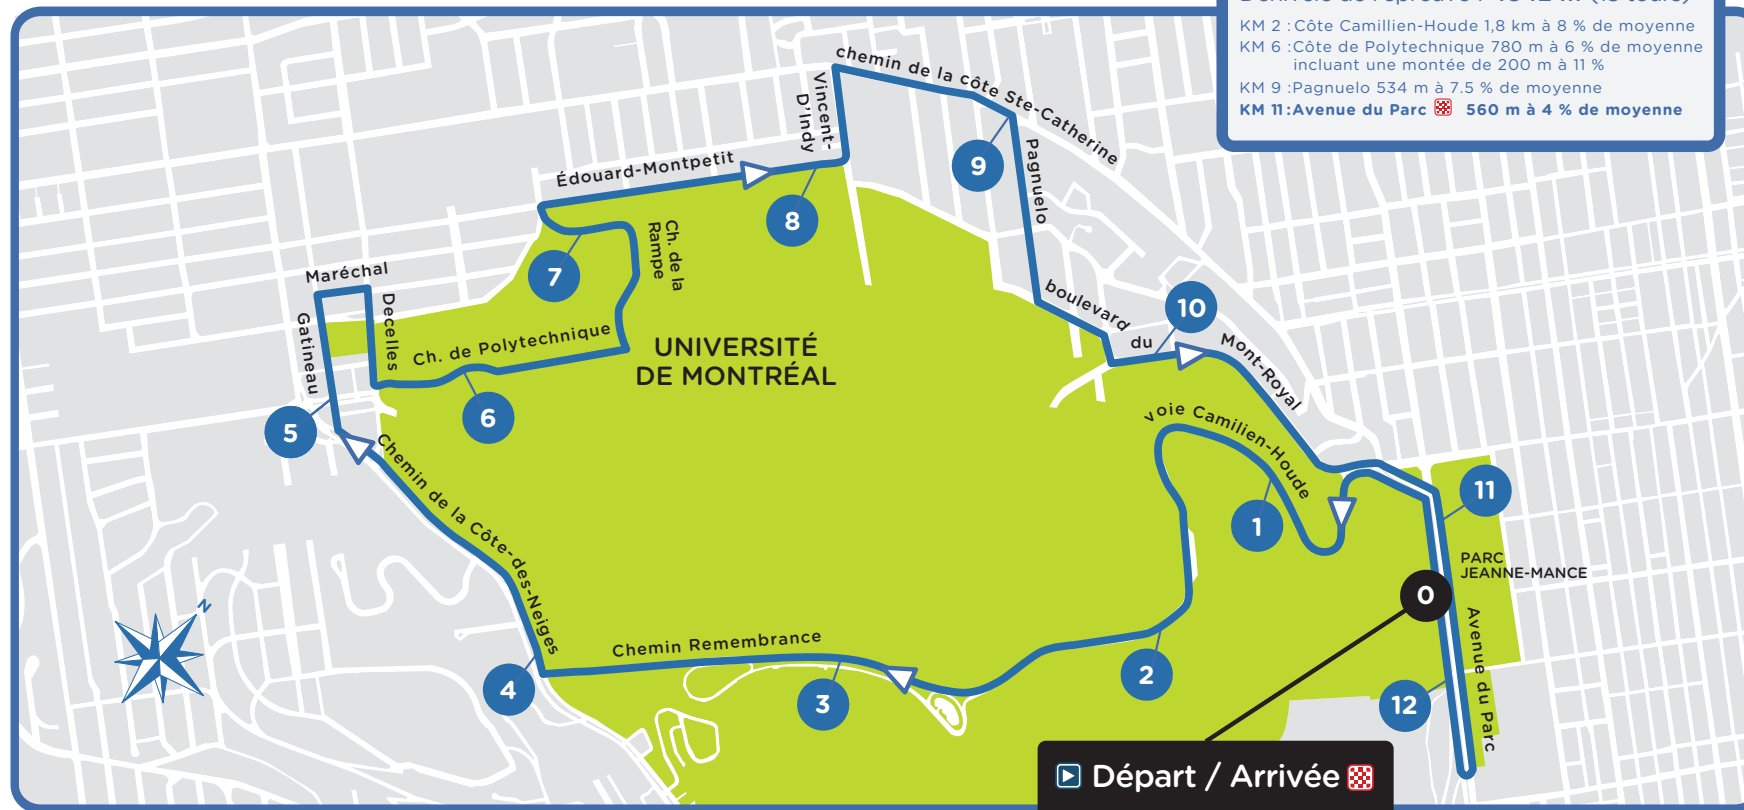 KM 2 : Côte Camillien-Houde 1,8 km à 8 % de moyenne
KM 6 : Côte de Polytechnique 780 m à 6 % de moyenne
incluant une montée de 200 m à 11 %
KM 9 : Pagnuelo 534 m à 7.5 % de moyenne
KM 11 : Avenue du Parc 560 m à 4 % de moyenne
chemin de la côte Ste-Catherine
Vincent-
D'Indy
Édouard-Montpetit
9
Pagnuelo
8
Ch. de la
Rampe
7
Maréchal
Decelles
Gatineau
Ch. de Polytechnique
UNIVERSITÉ
DE MONTRÉAL
boulevard
du
Mont-Royal
10
voie Camilien-Houde
6
5
Chemin de la Côte-des-Neiges
1
11
PARC
JEANNE-MANCE
0
Avenue du Parc
N
Chemin Remembrance
4
3
2
12
Départ / Arrivée